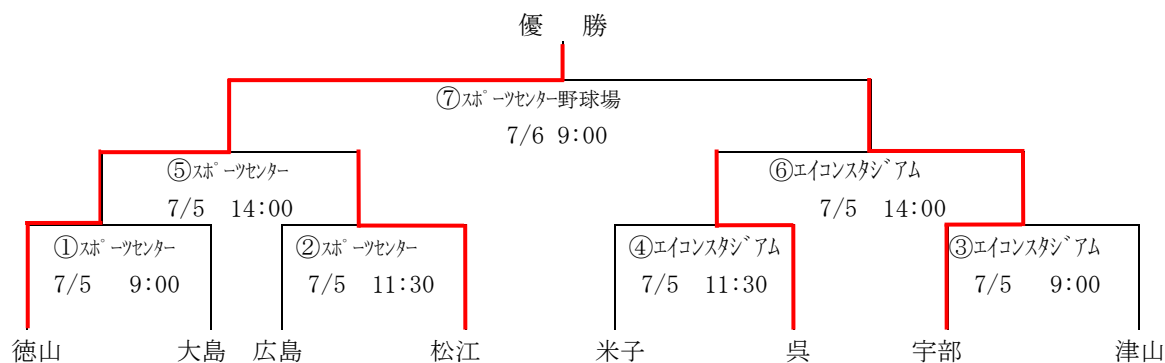 優　勝
⑦スポーツセンター野球場
7/6 9:00
⑤スポーツセンター
7/5　14:00
⑥エイコンスタジアム
7/5　14:00
①スポーツセンター
7/5　9:00
②スポーツセンター
7/5　11:30
④エイコンスタジアム
7/5　11:30
③エイコンスタジアム
7/5　9:00
徳山　大島　広島　松江　米子　呉　宇部　津山